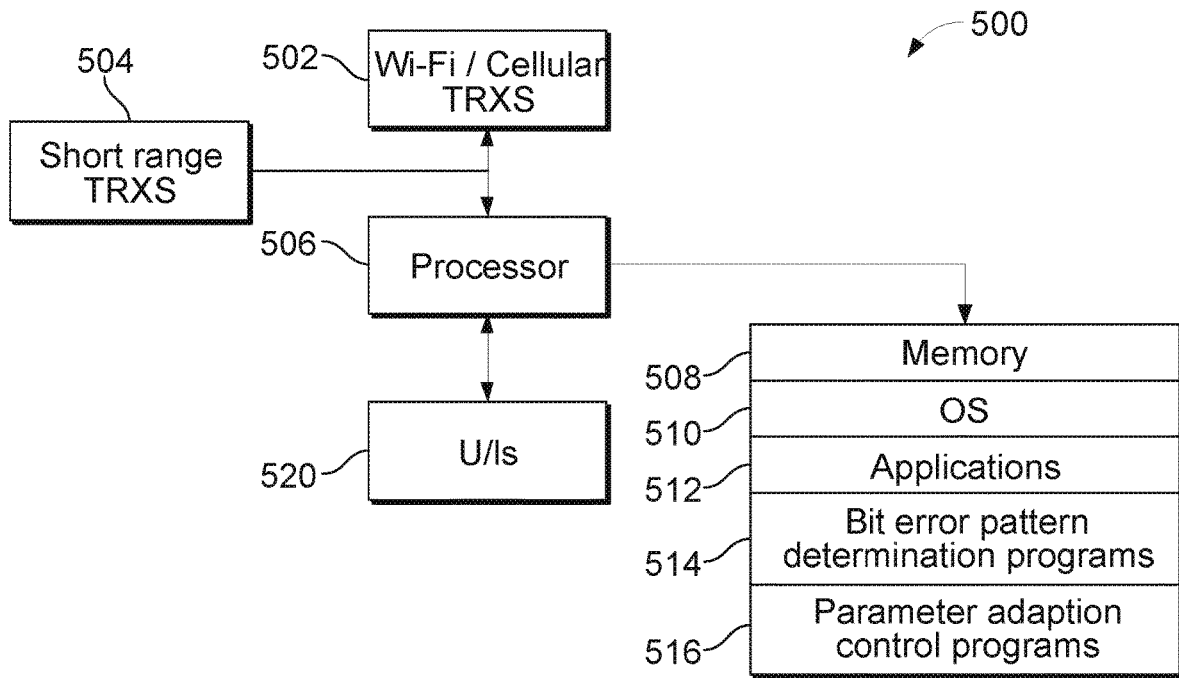 500
502
Wi-Fi / Cellular
TRXS
504
Short range
TRXS
506
Processor
508
Memory
510
OS
520
U/Is
512
Applications
514
Bit error pattern
determination programs
516
Parameter adaption
control programs